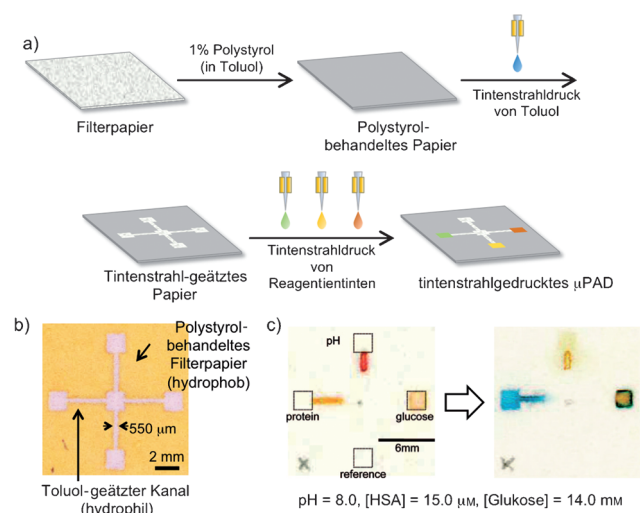 a)
1% Polystyrol
(in Toluol)
Filterpapier
Polystyrol-
behandeltes Papier
Tintenstrahldruck
von Toluol
Tintenstrahl-geätztes
Papier
Tintenstrahldruck
von
Reagentientinten
tintenstrahlgedrucktes μPAD
b)
Polystyrol-
behandeltes
Filterpapier
(hydrophob)
550 μm
2 mm
Toluol-geätzter Kanal
(hydrophil)
c)
pH
protein
glucose
6mm
reference
pH = 8.0, [HSA] = 15.0 μM, [Glukose] = 14.0 mM